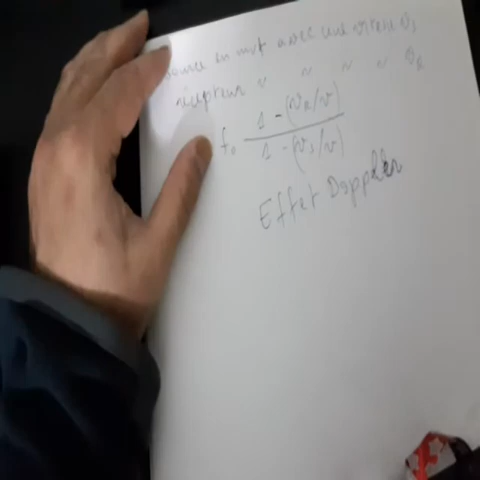 source en mvt avec une vitesse vs
récepteur " " " " vR
f0 1 - (vR/v)
1 - (vs/v)
Effet Doppler